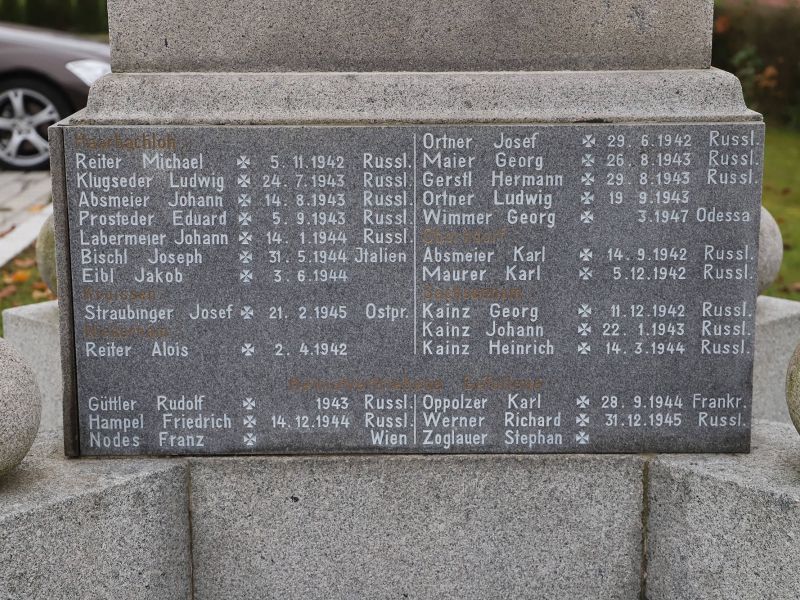 Haarbachloh:
Reiter Michael ✠ 5. 11. 1942 Russl.
Klugseder Ludwig ✠ 24. 7. 1943 Russl.
Absmeier Johann ✠ 14. 8. 1943 Russl.
Prosteder Eduard ✠ 5. 9. 1943 Russl.
Labermeier Johann ✠ 14. 1. 1944 Russl.
Bischl Joseph ✠ 31. 5. 1944 Italien
Eibl Jakob ✠ 3. 6. 1944
Straubinger Josef ✠ 21. 2. 1945 Ostpr.
Reiter Alois ✠ 2. 4. 1942
Ortner Josef ✠ 29. 6. 1942 Russl.
Maier Georg ✠ 26. 8. 1943 Russl.
Gerstl Hermann ✠ 29. 8. 1943 Russl.
Ortner Ludwig ✠ 19. 9. 1943
Wimmer Georg ✠ 3. 1947 Odessa
Absmeier Karl ✠ 14. 9. 1942 Russl.
Maurer Karl ✠ 5. 12. 1942 Russl.
Kainz Georg ✠ 11. 12. 1942 Russl.
Kainz Johann ✠ 22. 1. 1943 Russl.
Kainz Heinrich ✠ 14. 3. 1944 Russl.
Heimatvertriebene Gefallene
Güttler Rudolf ✠ 1943 Russl.
Hampel Friedrich ✠ 14. 12. 1944 Russl.
Nodes Franz ✠ Wien
Oppolzer Karl ✠ 28. 9. 1944 Frankr.
Werner Richard ✠ 31. 12. 1945 Russl.
Zoglauer Stephan ✠